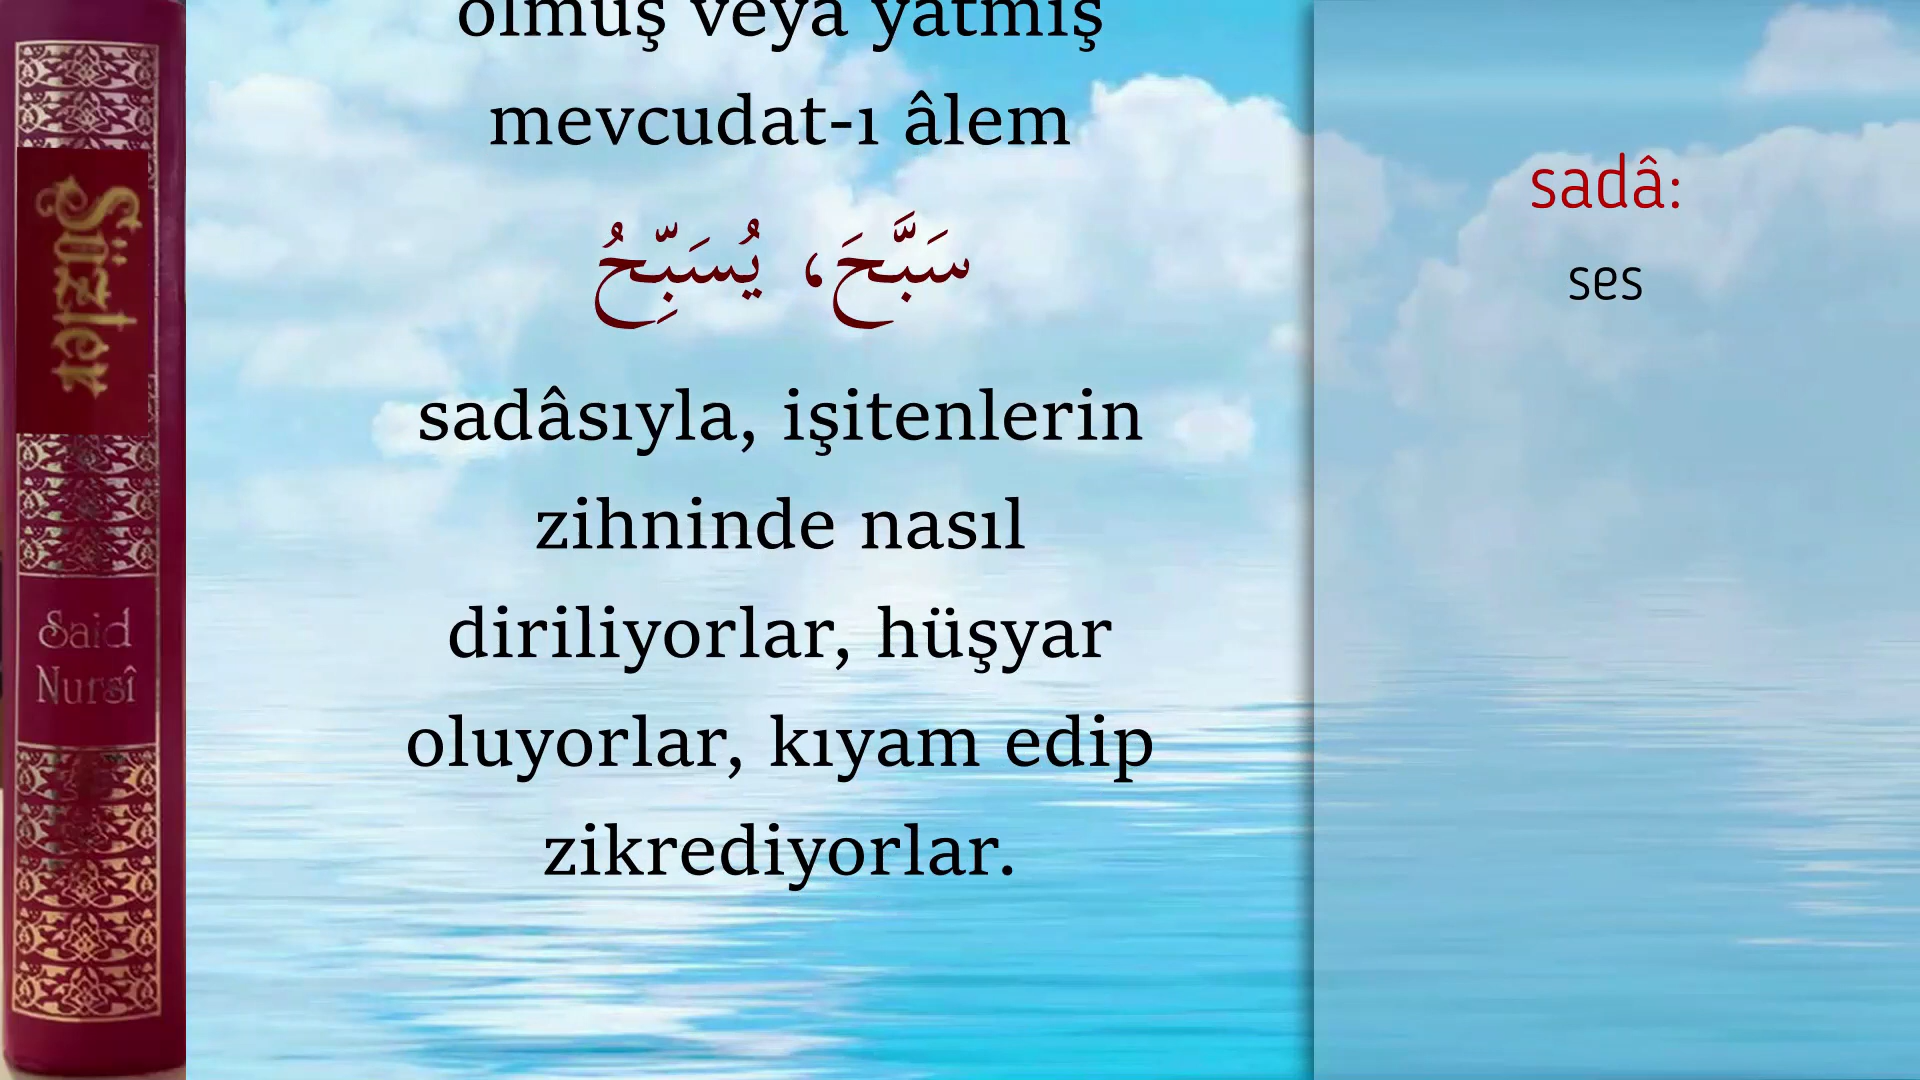 Sözler
Said
Nursî
olmuş veya yatmış
mevcudat-ı âlem
سَبَّحَ، يُسَبِّحُ
sadâsıyla, işitenlerin
zihninde nasıl
diriliyorlar, hüşyar
oluyorlar, kıyam edip
zikrediyorlar.
sadâ:
ses